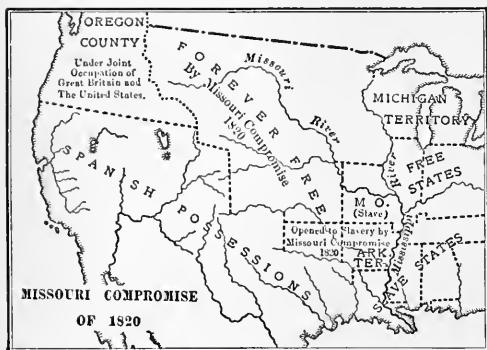 OREGON
COUNTY
Under Joint
Occupation of
Great Britain and
The United States.
FOREVER FREE
By Missouri Compromise
1820
Missouri
River
MICHIGAN
TERRITORY
FREE
STATES
River
Mississippi
M O.
(Slave)
SPANISH POSSESSIONS
Opened to Slavery by
Missouri Compromise
1820
ARK
TER.
SLAVE STATES
MISSOURI COMPROMISE
OF 1820